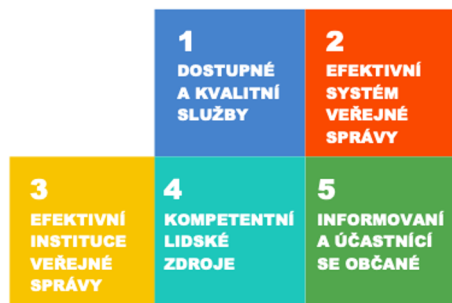 1
DOSTUPNÉ
A KVALITNÍ
SLUŽBY
2
EFEKTIVNÍ
SYSTÉM
VEŘEJNÉ
SPRÁVY
3
EFEKTIVNÍ
INSTITUCE
VEŘEJNÉ
SPRÁVY
4
KOMPETENTNÍ
LIDSKÉ
ZDROJE
5
INFORMOVANÍ
A ÚČASTNÍCÍ
SE OBČANÉ